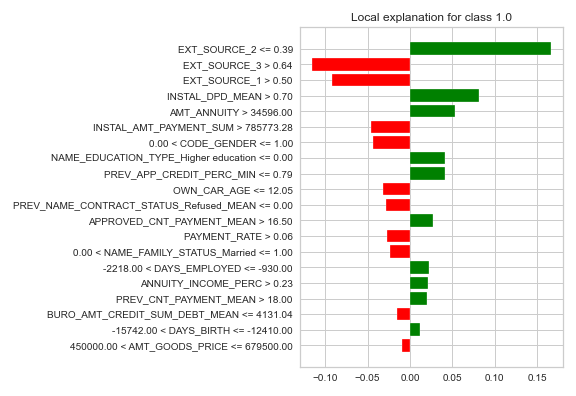 Local explanation for class 1.0
EXT_SOURCE_2 <= 0.39
EXT_SOURCE_3 > 0.64
EXT_SOURCE_1 > 0.50
INSTAL_DPD_MEAN > 0.70
AMT_ANNUITY > 34596.00
INSTAL_AMT_PAYMENT_SUM > 785773.28
0.00 < CODE_GENDER <= 1.00
NAME_EDUCATION_TYPE_Higher education <= 0.00
PREV_APP_CREDIT_PERC_MIN <= 0.79
OWN_CAR_AGE <= 12.05
PREV_NAME_CONTRACT_STATUS_Refused_MEAN <= 0.00
APPROVED_CNT_PAYMENT_MEAN > 16.50
PAYMENT_RATE > 0.06
0.00 < NAME_FAMILY_STATUS_Married <= 1.00
-2218.00 < DAYS_EMPLOYED <= -930.00
ANNUITY_INCOME_PERC > 0.23
PREV_CNT_PAYMENT_MEAN > 18.00
BURO_AMT_CREDIT_SUM_DEBT_MEAN <= 4131.04
-15742.00 < DAYS_BIRTH <= -12410.00
450000.00 < AMT_GOODS_PRICE <= 679500.00
−0.10 −0.05 0.00 0.05 0.10 0.15